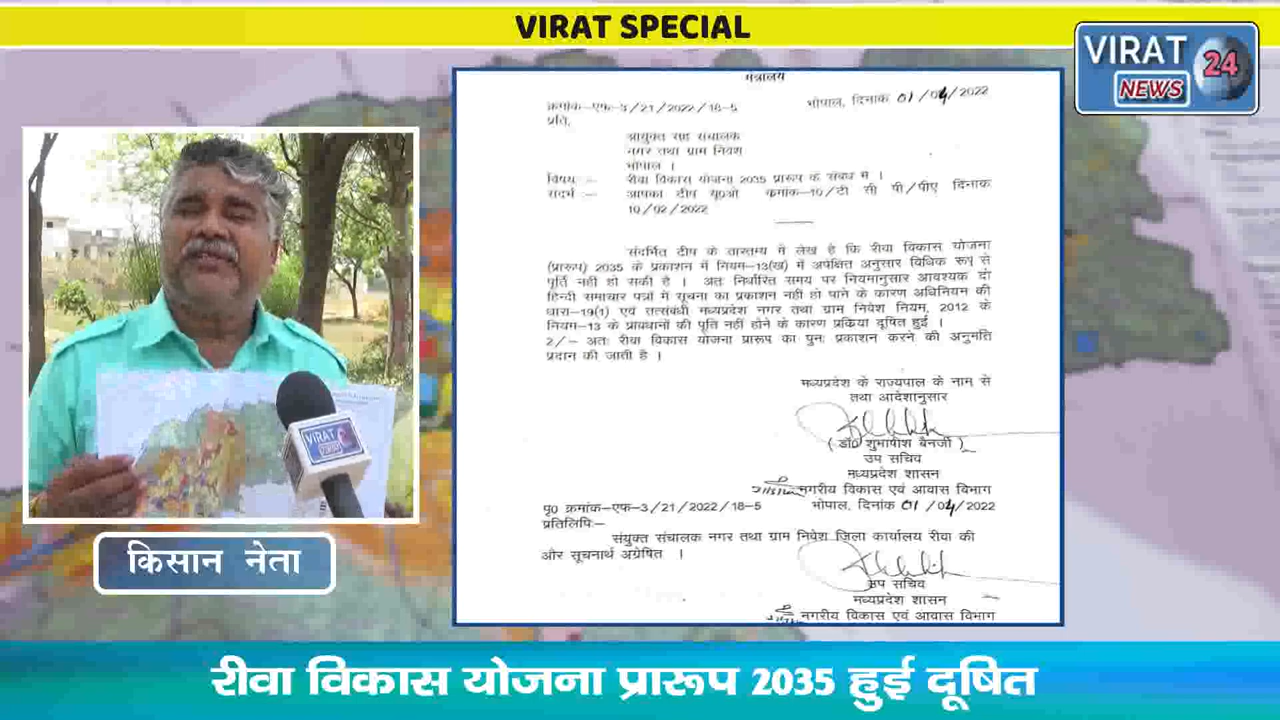 VIRAT SPECIAL
VIRAT 24
NEWS
मंत्रालय
क्रमांक-एफ-3/21/2022/18-5
भोपाल, दिनांक 01/04/2022
प्रति,
आयुक्त सह संचालक
नगर तथा ग्राम निवेश
भोपाल ।
विषय :- रीवा विकास योजना 2035 प्रारूप के संबंध में ।
संदर्भ :- आपका टीप यूओ क्रमांक-10/टी सी पी/पीए दिनांक
10/02/2022
संदर्भित टीप के तारतम्य में लेख है कि रीवा विकास योजना
(प्रारूप) 2035 के प्रकाशन में नियम-13(ख) में अपेक्षित अनुसार विधिक रूप से
पूर्ति नहीं हो सकी है । अतः निर्धारित समय पर नियमानुसार आवश्यक दो
हिन्दी समाचार पत्रों में सूचना का प्रकाशन नहीं हो पाने के कारण अधिनियम की
धारा-19(1) एवं तत्संबंधी मध्यप्रदेश नगर तथा ग्राम निवेश नियम, 2012 के
नियम-13 के प्रावधानों की पूर्ति नहीं होने के कारण प्रकिया दूषित हुई ।
2/- अतः रीवा विकास योजना प्रारूप का पुनः प्रकाशन करने की अनुमति
प्रदान की जाती है ।
मध्यप्रदेश के राज्यपाल के नाम से
तथा आदेशानुसार
(डॉ० शुभाशीष बैनर्जी)
उप सचिव
मध्यप्रदेश शासन
नगरीय विकास एवं आवास विभाग
पृ0 क्रमांक-एफ-3/21/2022/18-5
भोपाल, दिनांक 01/04/2022
प्रतिलिपिः-
संयुक्त संचालक नगर तथा ग्राम निवेश जिला कार्यालय रीवा की
और सूचनार्थ अग्रेषित ।
उप सचिव
मध्यप्रदेश शासन
नगरीय विकास एवं आवास विभाग
VIRAT
किसान नेता
रीवा विकास योजना प्रारूप 2035 हुई दूषित